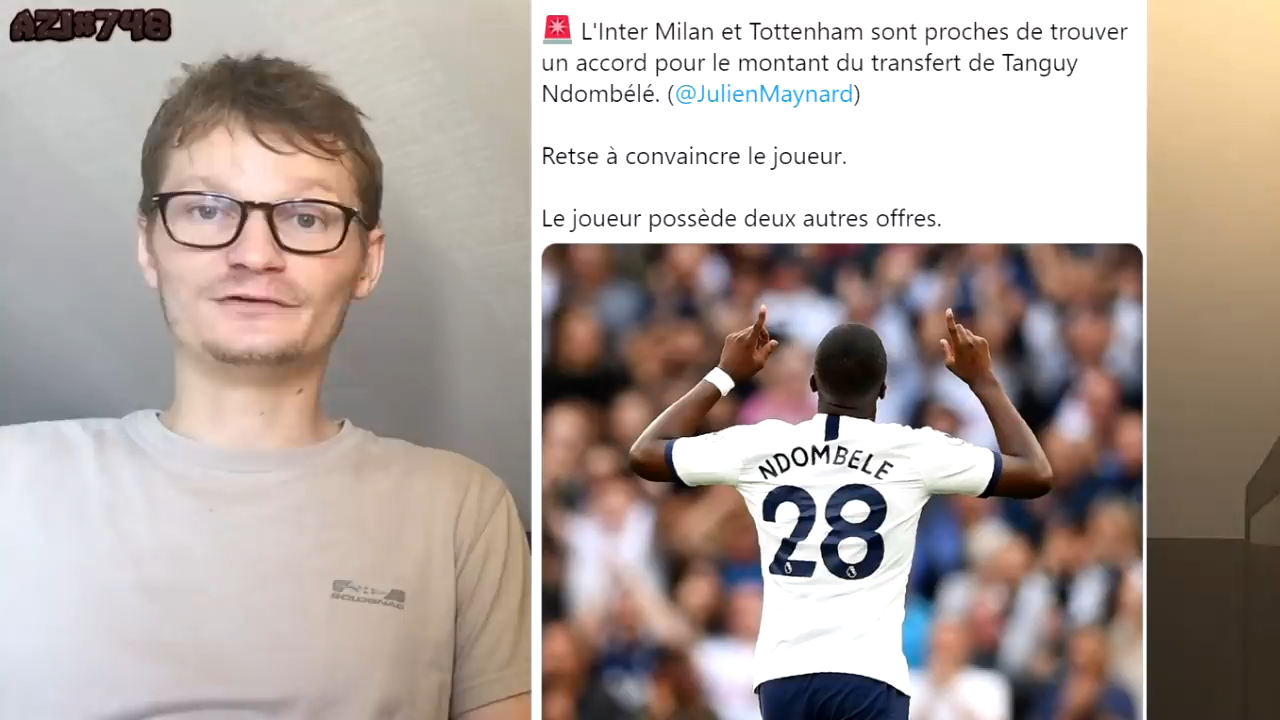 AZJ#748
🚨 L'Inter Milan et Tottenham sont proches de trouver
un accord pour le montant du transfert de Tanguy
Ndombélé. (@JulienMaynard)
Retse à convaincre le joueur.
Le joueur possède deux autres offres.
NDOMBELE
28